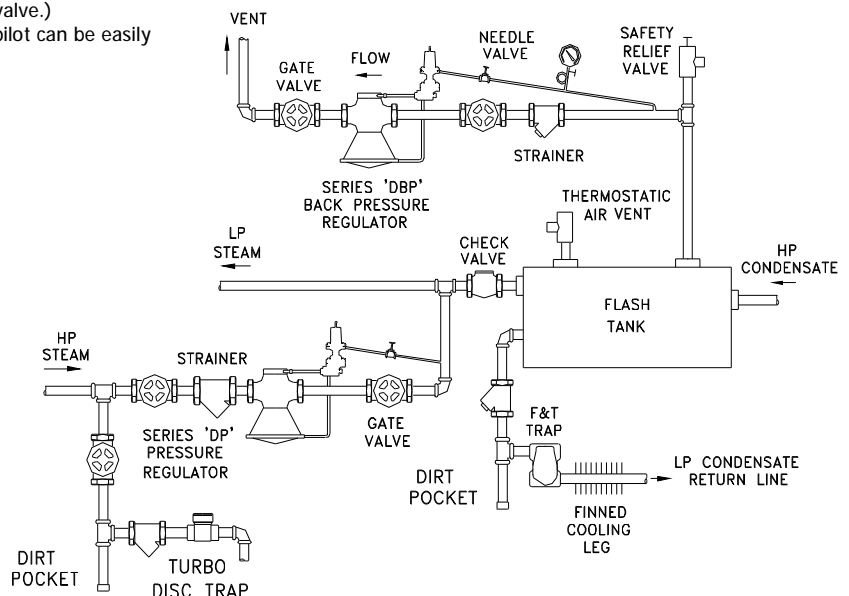 valve.)
pilot can be easily
VENT
FLOW
GATE
VALVE
NEEDLE
VALVE
SAFETY
RELIEF
VALVE
STRAINER
SERIES 'DBP'
BACK PRESSURE
REGULATOR
THERMOSTATIC
AIR VENT
LP
STEAM
CHECK
VALVE
HP
CONDENSATE
FLASH
TANK
HP
STEAM
STRAINER
SERIES 'DP'
PRESSURE
REGULATOR
GATE
VALVE
F&T
TRAP
DIRT
POCKET
LP CONDENSATE
RETURN LINE
FINNED
COOLING
LEG
DIRT
POCKET
TURBO
DISC TRAP